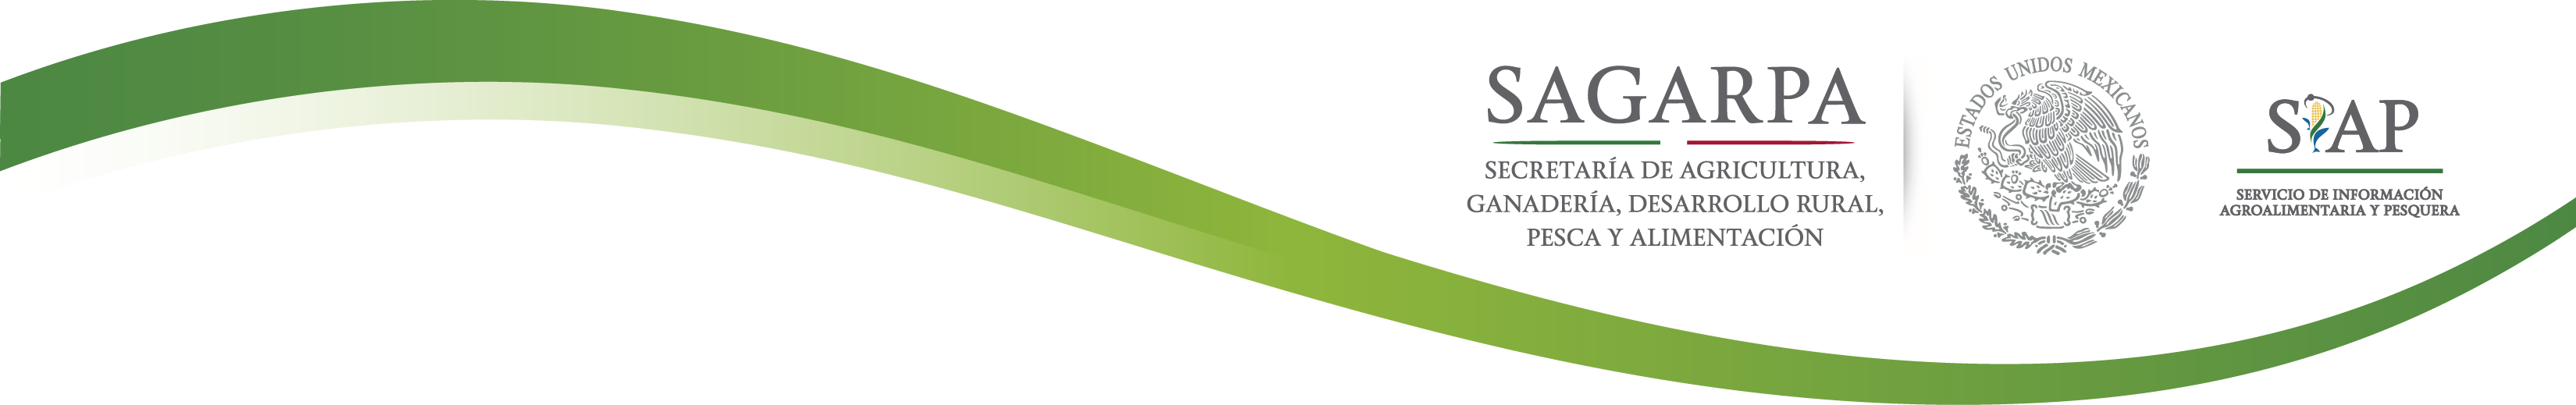 SAGARPA
SECRETARÍA DE AGRICULTURA,
GANADERÍA, DESARROLLO RURAL,
PESCA Y ALIMENTACIÓN
ESTADOS UNIDOS MEXICANOS
SIAP
SERVICIO DE INFORMACIÓN
AGROALIMENTARIA Y PESQUERA